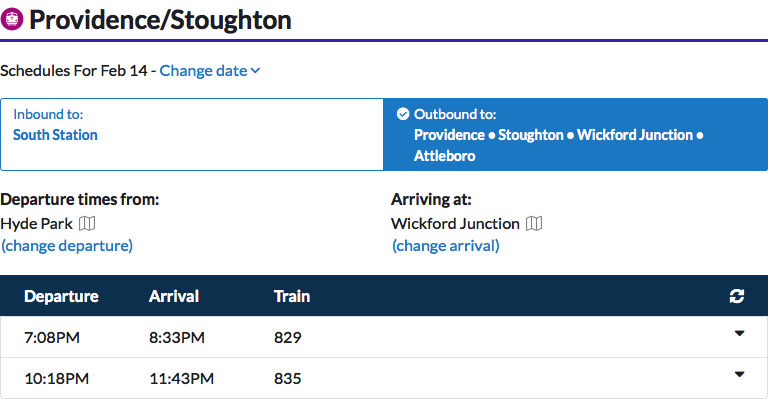 Providence/Stoughton
Schedules For Feb 14 - Change date
Inbound to:
South Station
Outbound to:
Providence • Stoughton • Wickford Junction •
Attleboro
Departure times from:
Hyde Park
(change departure)
Arriving at:
Wickford Junction
(change arrival)
Departure Arrival Train
7:08PM 8:33PM 829
10:18PM 11:43PM 835